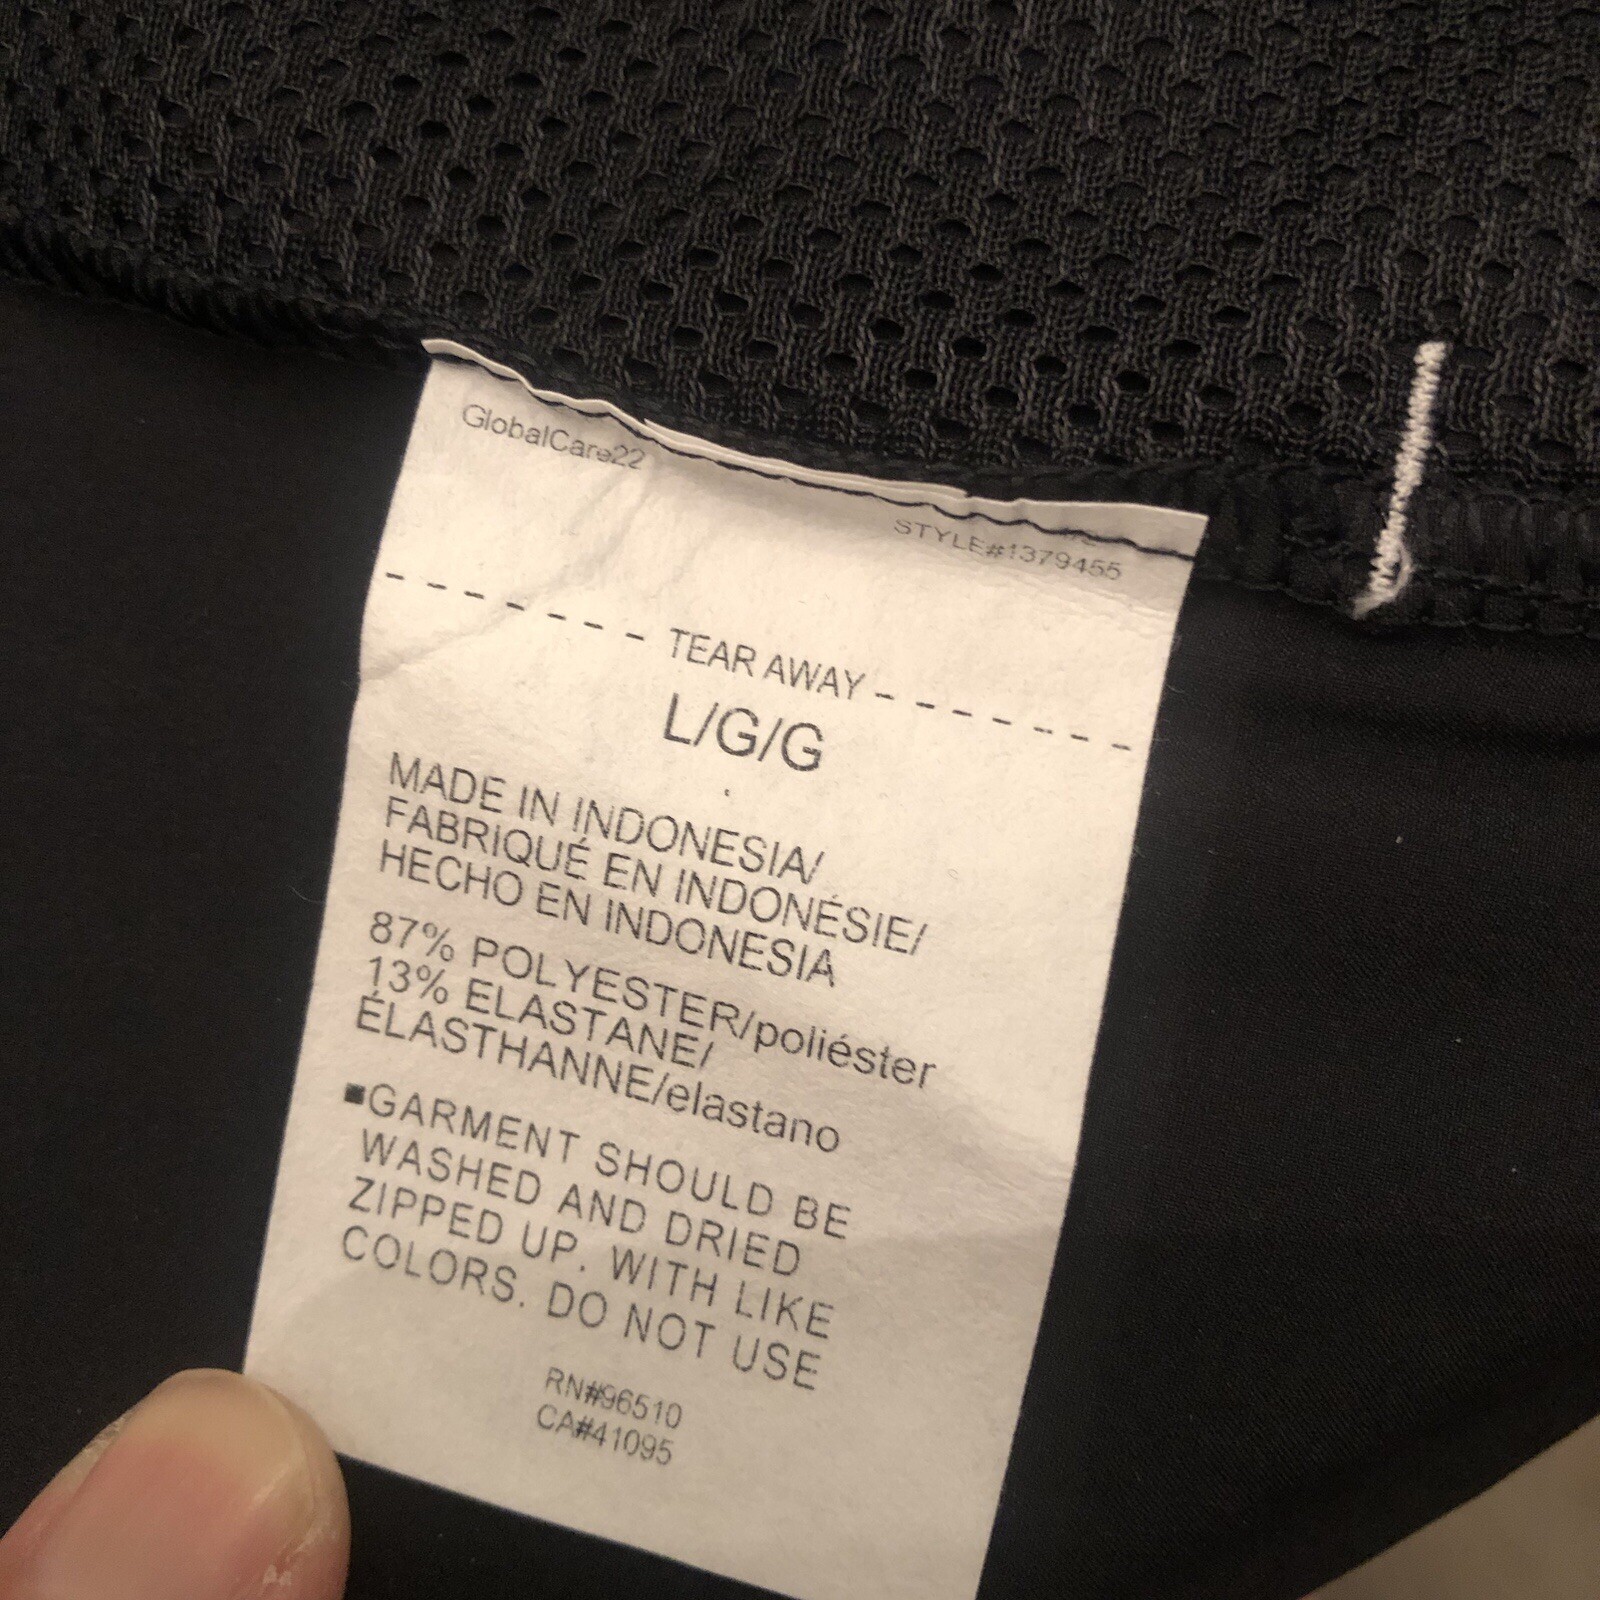 GlobalCare22
STYLE#1379455
- - - - - - - TEAR AWAY - - - - - - -
L/G/G
MADE IN INDONESIA/
FABRIQUÉ EN INDONÉSIE/
HECHO EN INDONESIA
87% POLYESTER/poliéster
13% ELASTANE/
ÉLASTHANNE/elastano
▪GARMENT SHOULD BE
WASHED AND DRIED
ZIPPED UP. WITH LIKE
COLORS. DO NOT USE
RN#96510
CA#41095